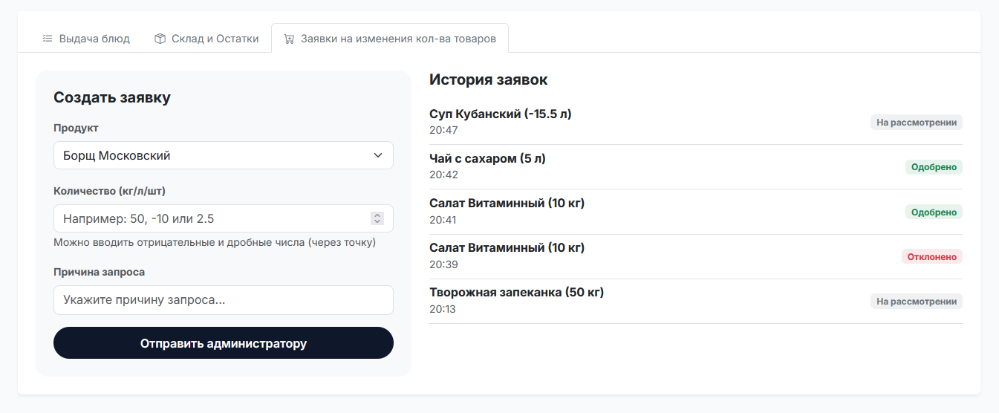 Выдача блюд
Склад и Остатки
Заявки на изменения кол-ва товаров
Создать заявку
Продукт
Борщ Московский
Количество (кг/л/шт)
Например: 50, -10 или 2.5
Можно вводить отрицательные и дробные числа (через точку)
Причина запроса
Укажите причину запроса...
Отправить администратору
История заявок
Суп Кубанский (-15.5 л)
20:47
На рассмотрении
Чай с сахаром (5 л)
20:42
Одобрено
Салат Витаминный (10 кг)
20:41
Одобрено
Салат Витаминный (10 кг)
20:39
Отклонено
Творожная запеканка (50 кг)
20:13
На рассмотрении